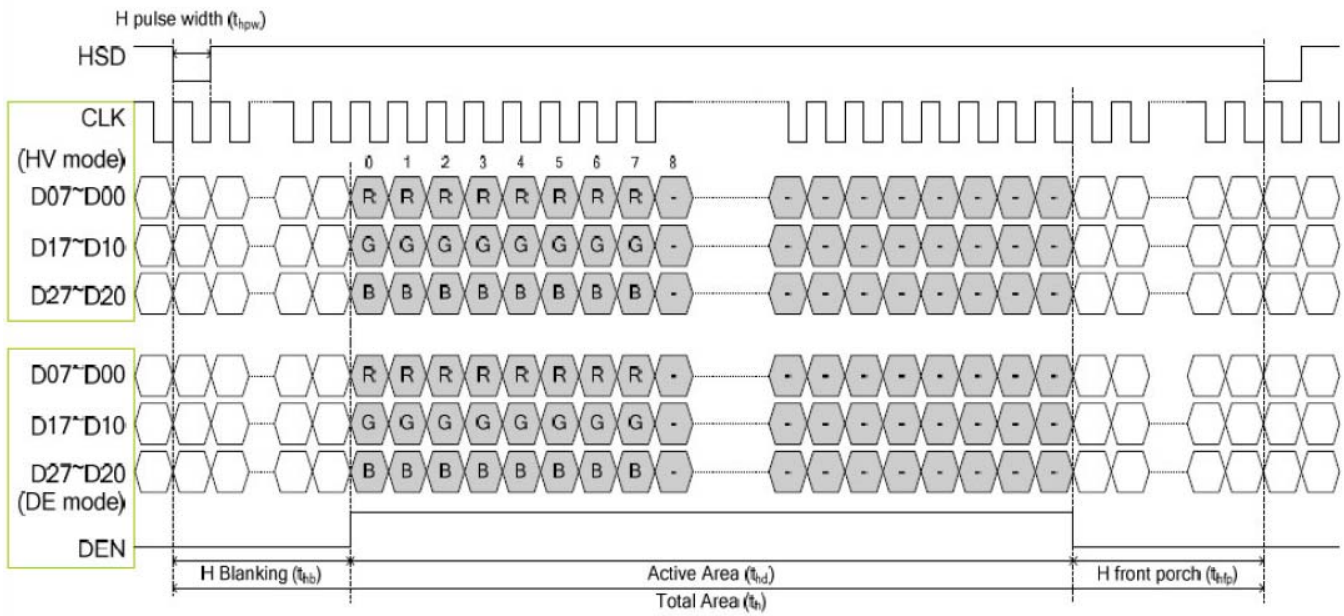 H pulse width (thpw)
HSD
CLK
(HV mode)
0 1 2 3 4 5 6 7 8
D07~D00 R R R R R R R R - - - - - - - - -
D17~D10 G G G G G G G G - - - - - - - - -
D27~D20 B B B B B B B B - - - - - - - - -
D07~D00 R R R R R R R R - - - - - - - - -
D17~D10 G G G G G G G G - - - - - - - - -
D27~D20 B B B B B B B B - - - - - - - - -
(DE mode)
DEN
H Blanking (thb) Active Area (thd) H front porch (thfp)
Total Area (th)